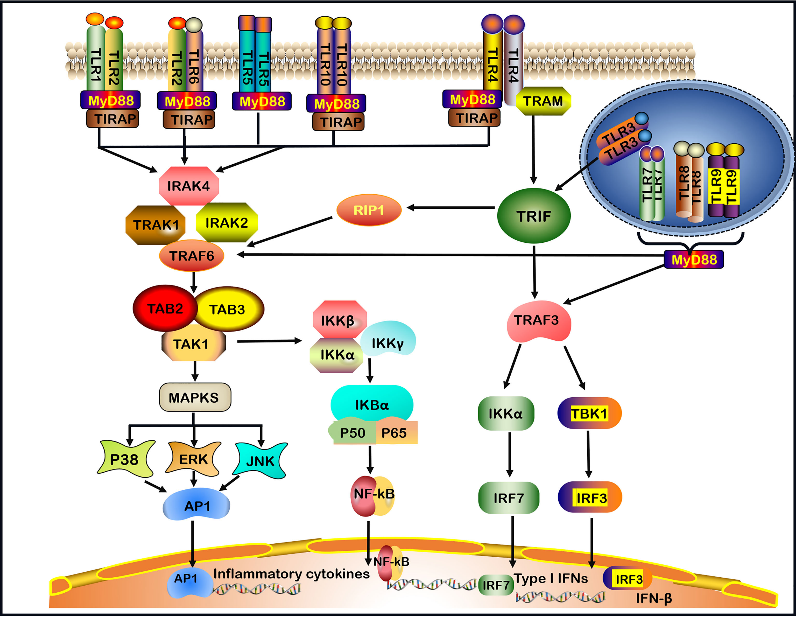 TLR1
TLR2
TLR2
TLR6
TLR5
TLR5
TLR10
TLR10
TLR4
TLR4
MyD88
MyD88
MyD88
MyD88
MyD88
TRAM
TIRAP
TIRAP
TIRAP
TIRAP
TLR3
TLR3
TLR7
TLR7
TLR8
TLR8
TLR9
TLR9
IRAK4
TRAK1
IRAK2
RIP1
TRIF
TRAF6
MyD88
TAB2
TAB3
TAK1
IKKβ
IKKα
IKKγ
TRAF3
MAPKS
IKBα
P50
P65
IKKα
TBK1
P38
ERK
JNK
AP1
NF-kB
IRF7
IRF3
AP1
Inflammatory cytokines
NF-kB
IRF7
Type I IFNs
IRF3
IFN-β